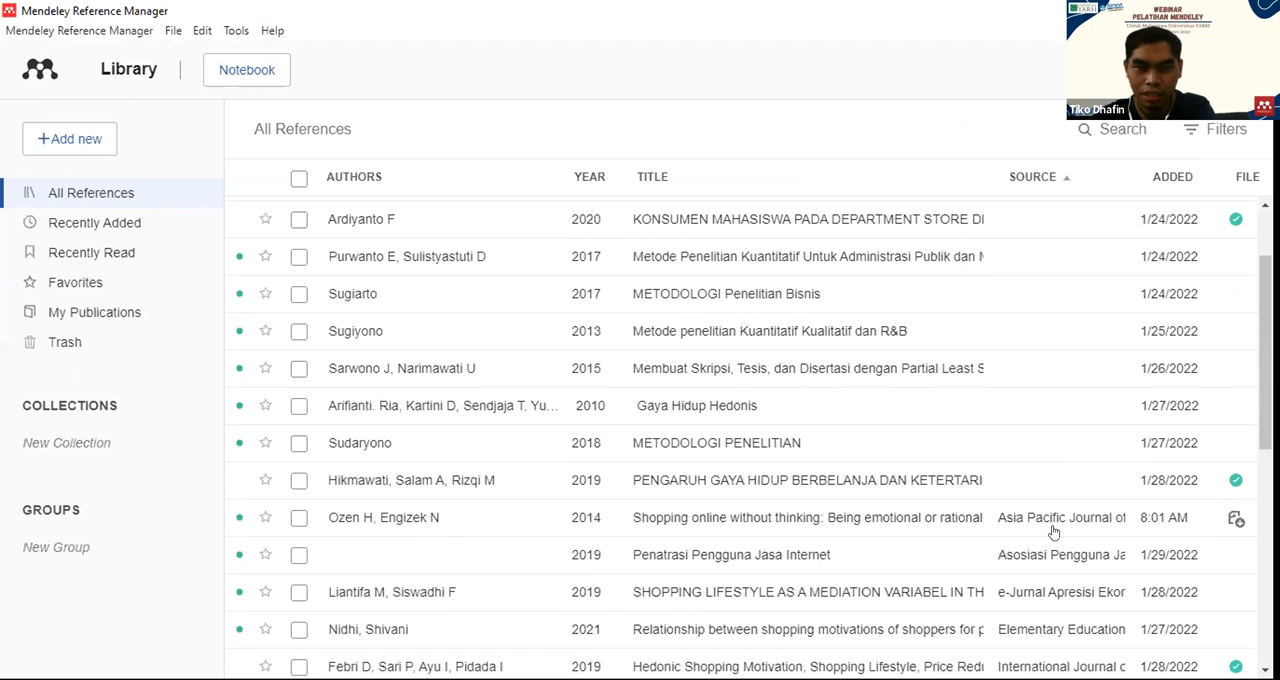 Mendeley Reference Manager
Mendeley Reference Manager File Edit Tools Help
WEBINAR
PELATIHAN MENDELEY
Tiko Dhafin
Library | Notebook
+Add new
All References
Recently Added
Recently Read
Favorites
My Publications
Trash
COLLECTIONS
New Collection
GROUPS
New Group
All References Search Filters
AUTHORS YEAR TITLE SOURCE ADDED FILE
Ardiyanto F 2020 KONSUMEN MAHASISWA PADA DEPARTMENT STORE DI 1/24/2022
Purwanto E, Sulistyastuti D 2017 Metode Penelitian Kuantitatif Untuk Administrasi Publik dan 1/24/2022
Sugiarto 2017 METODOLOGI Penelitian Bisnis 1/24/2022
Sugiyono 2013 Metode penelitian Kuantitatif Kualitatif dan R&B 1/25/2022
Sarwono J, Narimawati U 2015 Membuat Skripsi, Tesis, dan Disertasi dengan Partial Least S 1/26/2022
Arifianti. Ria, Kartini D, Sendjaja T, Yu... 2010 Gaya Hidup Hedonis 1/27/2022
Sudaryono 2018 METODOLOGI PENELITIAN 1/27/2022
Hikmawati, Salam A, Rizqi M 2019 PENGARUH GAYA HIDUP BERBELANJA DAN KETERTARI 1/28/2022
Ozen H, Engizek N 2014 Shopping online without thinking: Being emotional or rational Asia Pacific Journal of 8:01 AM
2019 Penatrasi Pengguna Jasa Internet Asosiasi Pengguna Ja 1/29/2022
Liantifa M, Siswadhi F 2019 SHOPPING LIFESTYLE AS A MEDIATION VARIABEL IN TH e-Jurnal Apresisi Ekor 1/28/2022
Nidhi, Shivani 2021 Relationship between shopping motivations of shoppers for p Elementary Education 1/27/2022
Febri D, Sari P, Ayu I, Pidada I 2019 Hedonic Shopping Motivation, Shopping Lifestyle, Price Redu International Journal c 1/28/2022